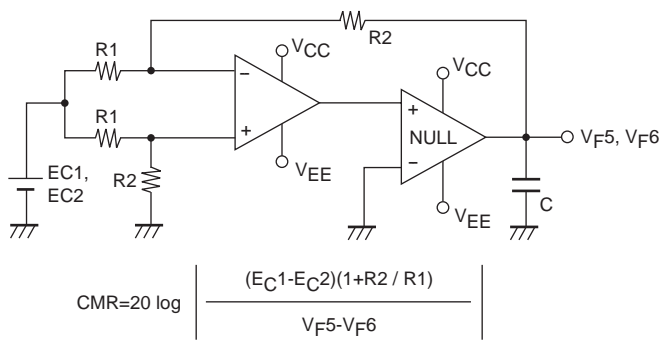 R2
R1
VCC
VCC
−
+
+
NULL
−
VF5, VF6
R1
VEE
EC1,
EC2
R2
VEE
C
CMR=20 log | (EC1-EC2)(1+R2 / R1)
VF5-VF6 |